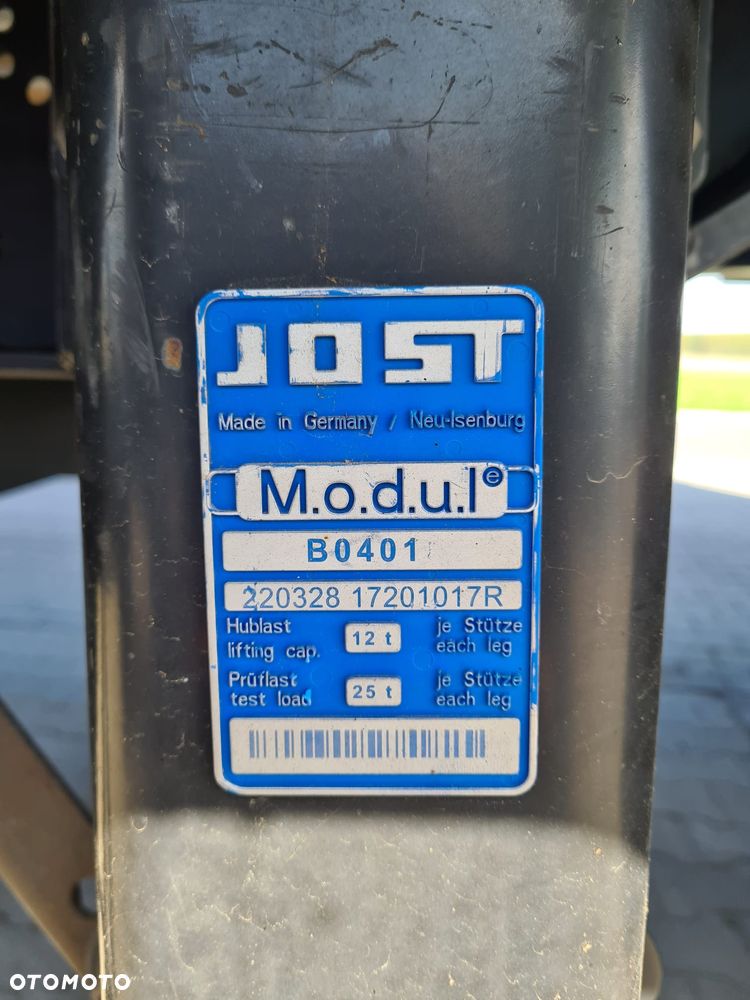 JOST
Made in Germany / Neu-Isenburg
M.o.d.u.l e
B0401
220328 17201017R
Hublast 12 t je Stütze
lifting cap. each leg
Prüflast 25 t je Stütze
test load each leg
OTOMOTO